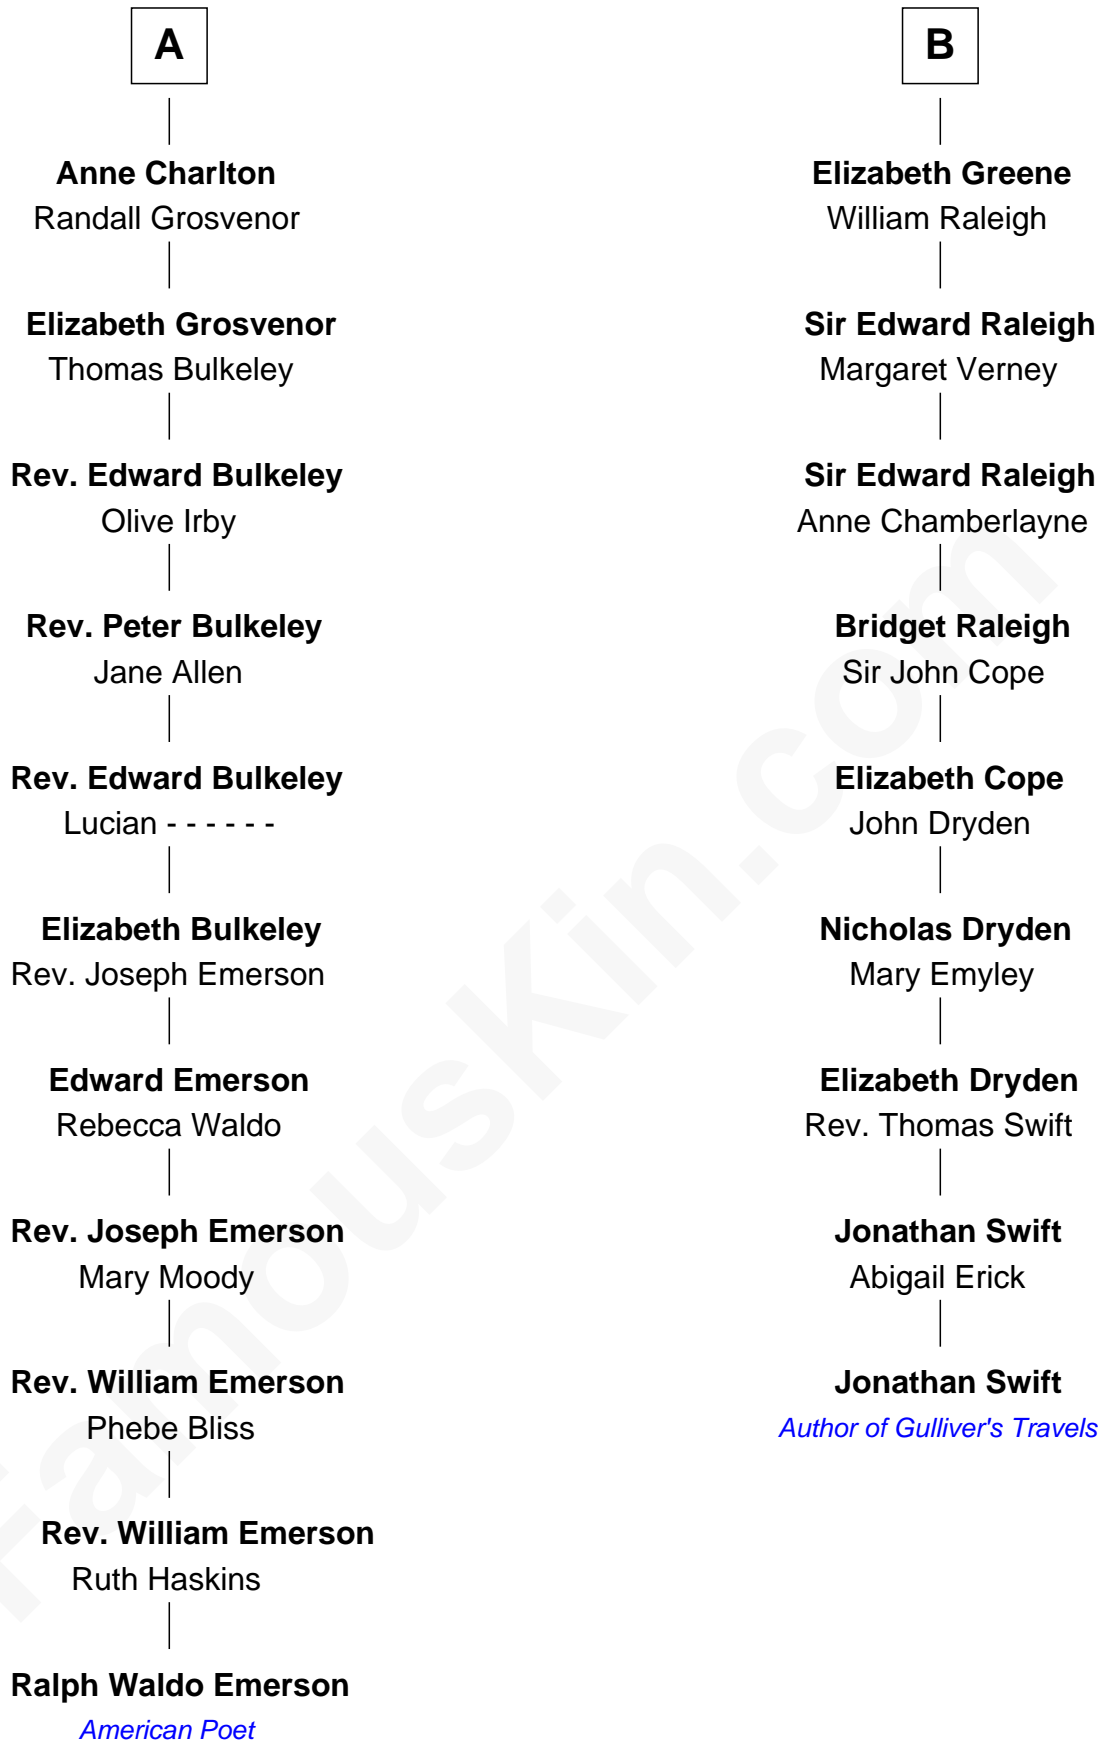 A
Anne Charlton
Randall Grosvenor
Elizabeth Grosvenor
Thomas Bulkeley
Rev. Edward Bulkeley
Olive Irby
Rev. Peter Bulkeley
Jane Allen
Rev. Edward Bulkeley
Lucian - - - - - -
Elizabeth Bulkeley
Rev. Joseph Emerson
Edward Emerson
Rebecca Waldo
Rev. Joseph Emerson
Mary Moody
Rev. William Emerson
Phebe Bliss
Rev. William Emerson
Ruth Haskins
Ralph Waldo Emerson
American Poet
B
Elizabeth Greene
William Raleigh
Sir Edward Raleigh
Margaret Verney
Sir Edward Raleigh
Anne Chamberlayne
Bridget Raleigh
Sir John Cope
Elizabeth Cope
John Dryden
Nicholas Dryden
Mary Emyley
Elizabeth Dryden
Rev. Thomas Swift
Jonathan Swift
Abigail Erick
Jonathan Swift
Author of Gulliver's Travels
FamousKin.com